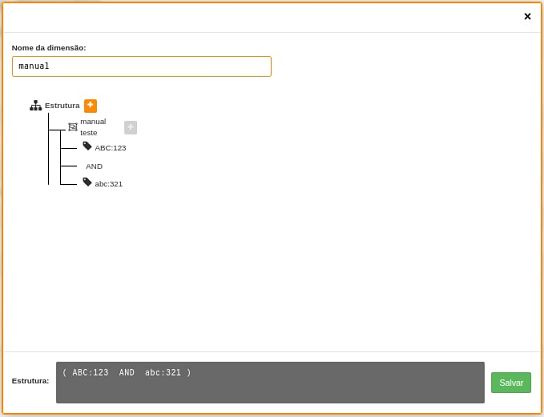 ×
Nome da dimensão:
manual
Estrutura +
manual
teste +
ABC:123
AND
abc:321
Estrutura: ( ABC:123 AND abc:321 ) Salvar